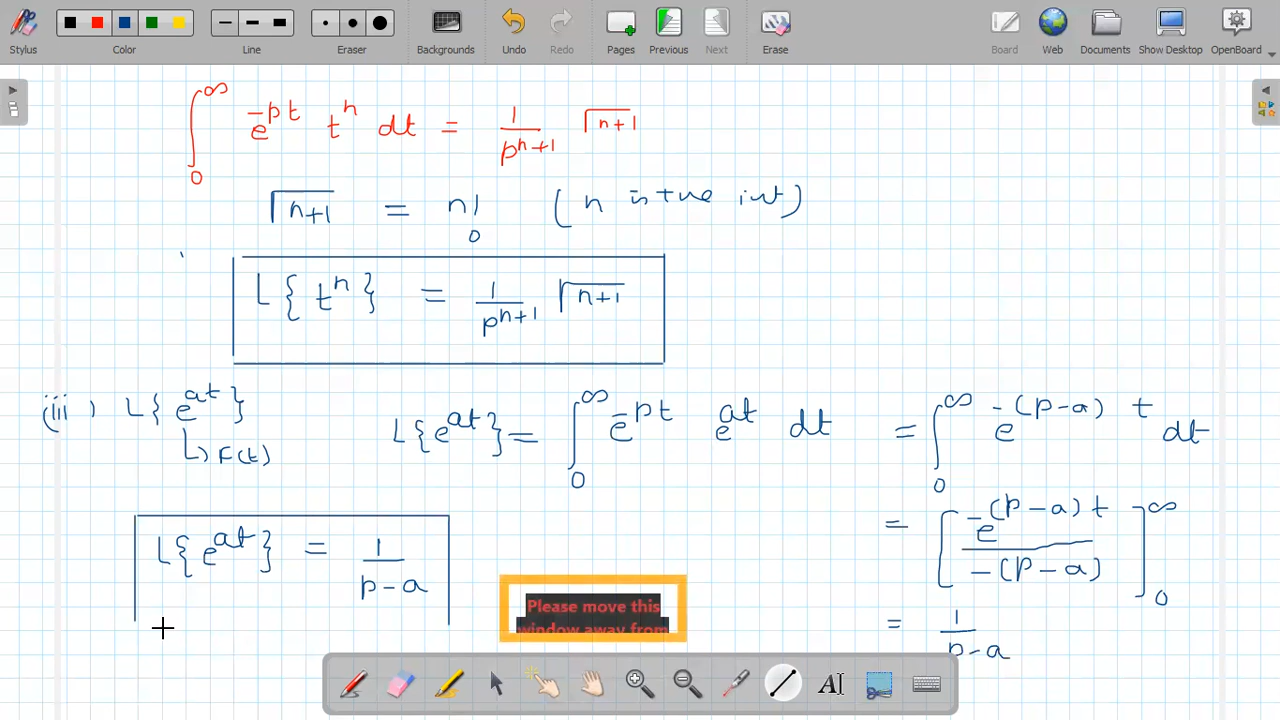 Stylus Color Line Eraser Backgrounds Undo Redo Pages Previous Next Erase Board Web Documents Show Desktop OpenBoard
∫₀^∞ e^{-pt} t^n dt = 1/p^{n+1} Γ(n+1)
Γ(n+1) = n! (n is +ve int)
L{t^n} = 1/p^{n+1} Γ(n+1)
(iii) L{e^{at}} L{e^{at}} = ∫₀^∞ e^{-pt} e^{at} dt = ∫₀^∞ e^{-(p-a)t} dt
↳ F(t)
= [e^{-(p-a)t} / -(p-a)]₀^∞
L{e^{at}} = 1/(p-a)
= 1/(p-a)
Please move this
window away from
AI